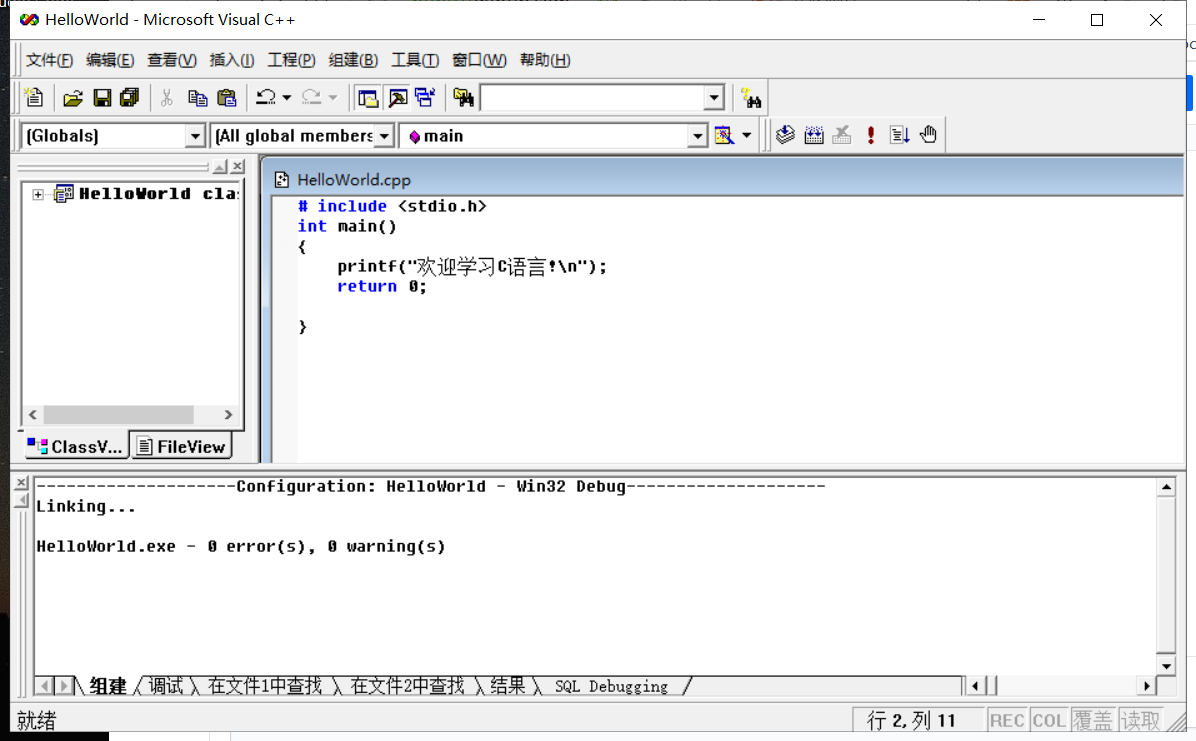 HelloWorld - Microsoft Visual C++
文件(F) 编辑(E) 查看(V) 插入(I) 工程(P) 组建(B) 工具(T) 窗口(W) 帮助(H)
(Globals) (All global members main
HelloWorld clas
HelloWorld.cpp
# include <stdio.h>
int main()
{
printf("欢迎学习C语言!\n");
return 0;
}
ClassV... FileView
--------------------Configuration: HelloWorld - Win32 Debug--------------------
Linking...
HelloWorld.exe - 0 error(s), 0 warning(s)
组建 调试 在文件1中查找 在文件2中查找 结果 SQL Debugging
就绪 行 2, 列 11 REC COL 覆盖 读取